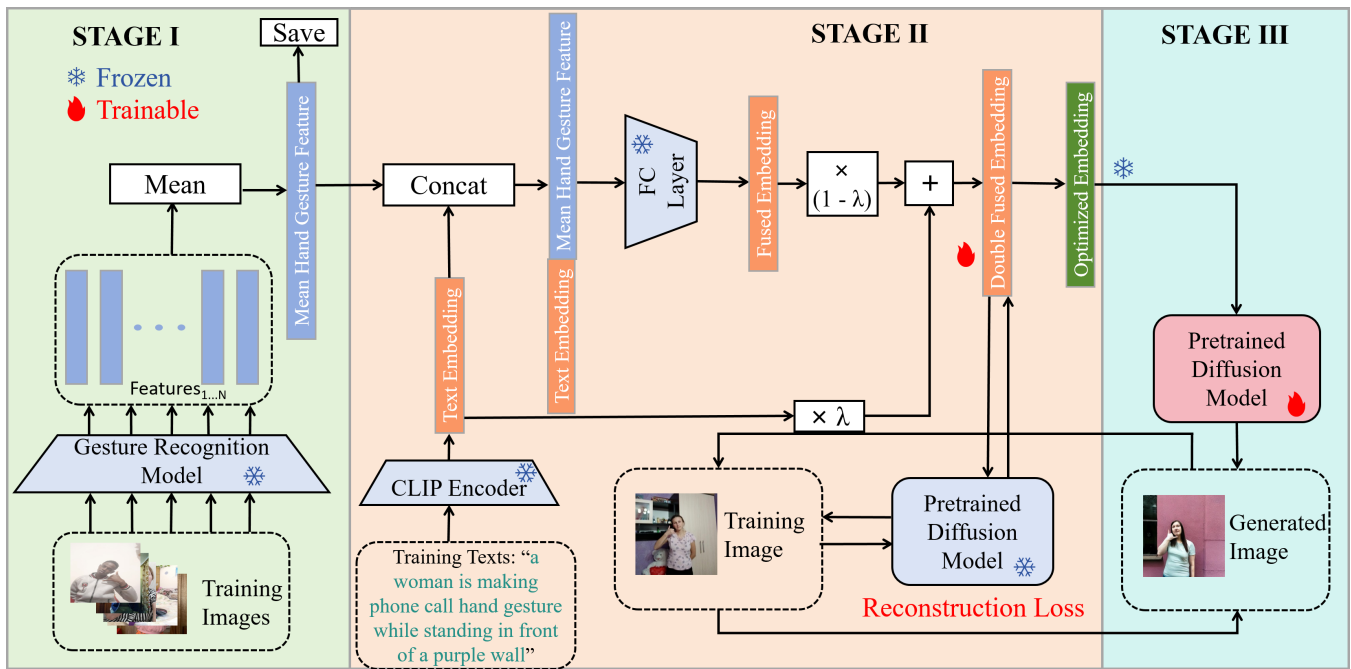 STAGE I
Frozen
Trainable
Save
Mean Hand Gesture Feature
Mean
Features1...N
Gesture Recognition
Model
Training
Images
STAGE II
Concat
Text Embedding
CLIP Encoder
Training Texts: “a
woman is making
phone call hand gesture
while standing in front
of a purple wall”
Mean Hand Gesture Feature
Text Embedding
FC
Layer
Fused Embedding
×
(1 - λ)
+
× λ
Double Fused Embedding
Optimized Embedding
Training
Image
Pretrained
Diffusion
Model
Reconstruction Loss
STAGE III
Pretrained
Diffusion
Model
Generated
Image